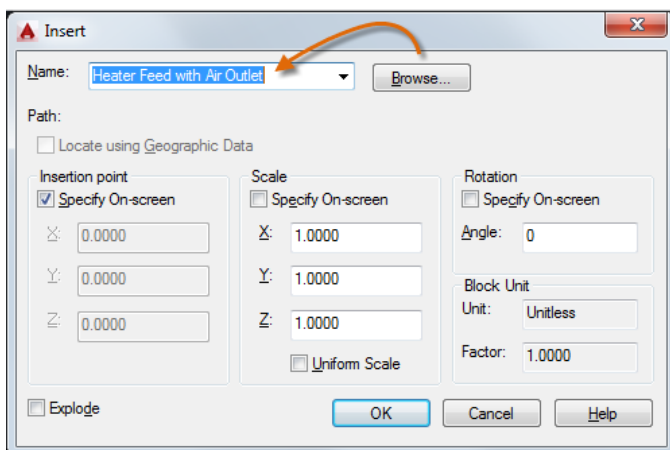 Insert
Name: Heater Feed with Air Outlet Browse...
Path:
Locate using Geographic Data
Insertion point Scale Rotation
Specify On-screen Specify On-screen Specify On-screen
X: 0.0000 X: 1.0000 Angle: 0
Y: 0.0000 Y: 1.0000 Block Unit
Z: 0.0000 Z: 1.0000 Unit: Unitless
Uniform Scale Factor: 1.0000
Explode OK Cancel Help